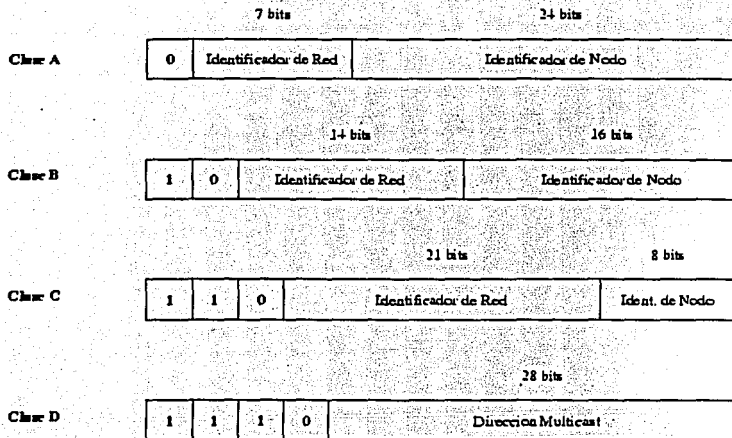 7 bits 24 bits
Clase A 0 Identificador de Red Identificador de Nodo
14 bits 16 bits
Clase B 1 0 Identificador de Red Identificador de Nodo
21 bits 8 bits
Clase C 1 1 0 Identificador de Red Ident. de Nodo
28 bits
Clase D 1 1 1 0 Direccion Multicast